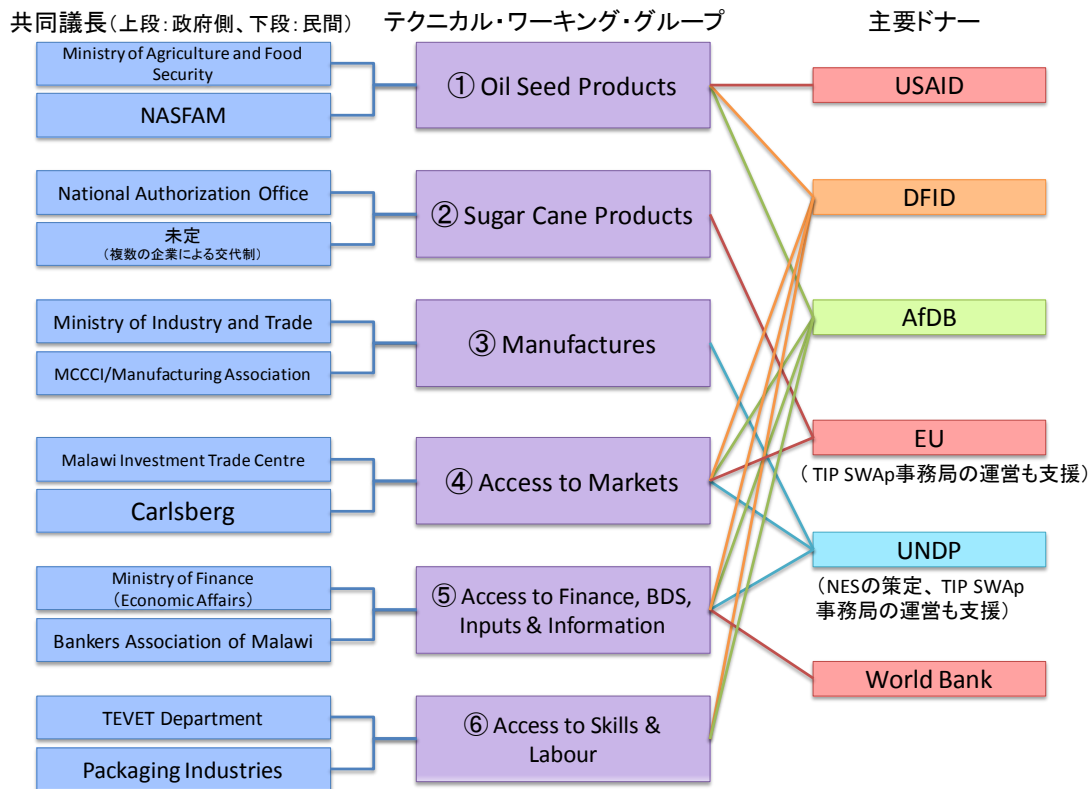 共同議長(上段:政府側、下段:民間)
テクニカル・ワーキング・グループ
主要ドナー
Ministry of Agriculture and Food
Security
NASFAM
① Oil Seed Products
USAID
National Authorization Office
未定
(複数の企業による交代制)
② Sugar Cane Products
DFID
Ministry of Industry and Trade
MCCCI/Manufacturing Association
③ Manufactures
AfDB
Malawi Investment Trade Centre
Carlsberg
④ Access to Markets
EU
(TIP SWAp事務局の運営も支援)
Ministry of Finance
(Economic Affairs)
Bankers Association of Malawi
⑤ Access to Finance, BDS,
Inputs & Information
UNDP
(NESの策定、TIP SWAp
事務局の運営も支援)
World Bank
TEVET Department
Packaging Industries
⑥ Access to Skills &
Labour